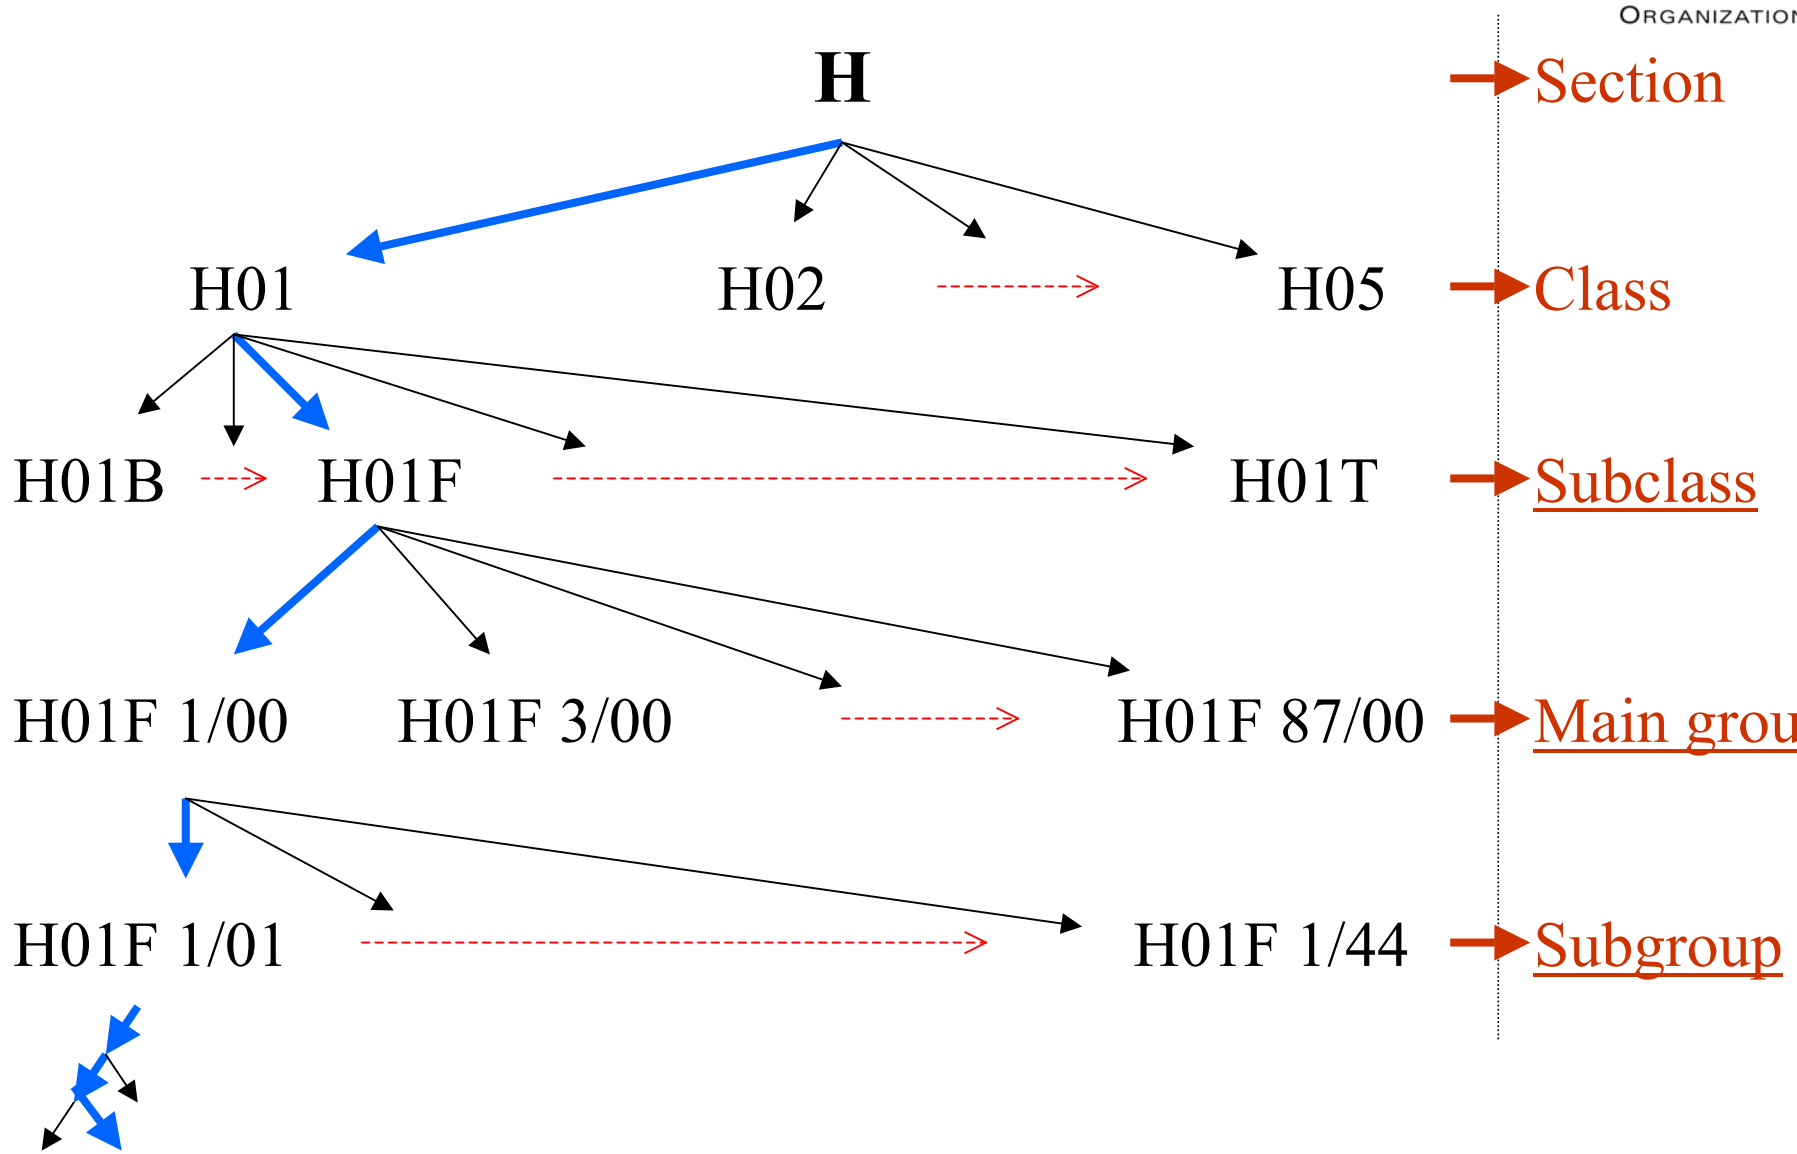 ORGANIZATION
H Section
H01 H02 H05 Class
H01B H01F H01T Subclass
H01F 1/00 H01F 3/00 H01F 87/00 Main grou
H01F 1/01 H01F 1/44 Subgroup